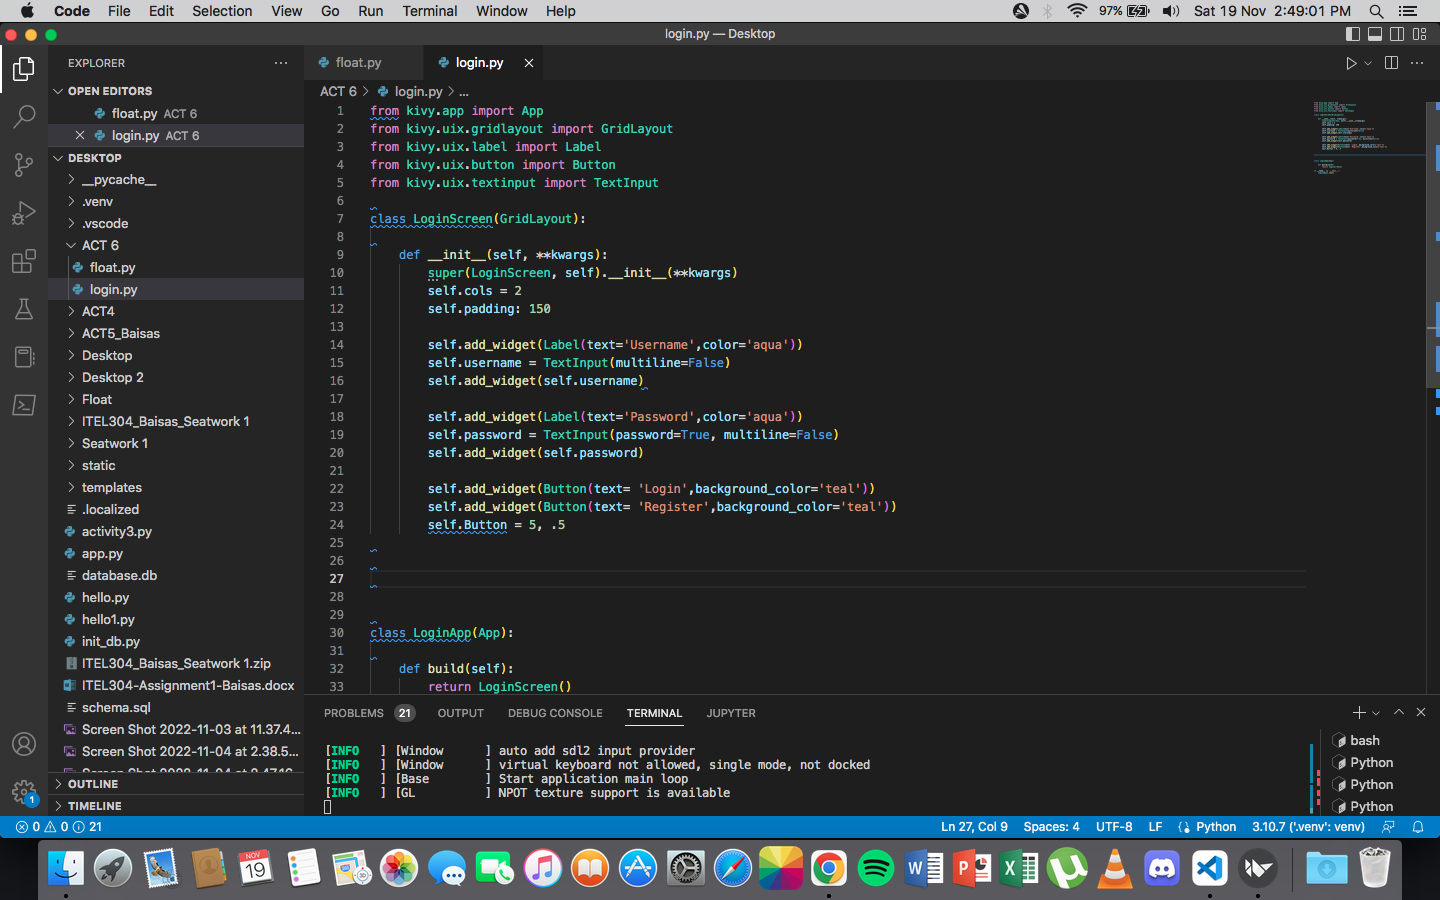 Code File Edit Selection View Go Run Terminal Window Help 97% Sat 19 Nov 2:49:01 PM
login.py — Desktop
EXPLORER
OPEN EDITORS
float.py ACT 6
login.py ACT 6
DESKTOP
__pycache__
.venv
.vscode
ACT 6
float.py
login.py
ACT4
ACT5_Baisas
Desktop
Desktop 2
Float
ITEL304_Baisas_Seatwork 1
Seatwork 1
static
templates
.localized
activity3.py
app.py
database.db
hello.py
hello1.py
init_db.py
ITEL304_Baisas_Seatwork 1.zip
ITEL304-Assignment1-Baisas.docx
schema.sql
Screen Shot 2022-11-03 at 11.37.4...
Screen Shot 2022-11-04 at 2.38.5...
OUTLINE
TIMELINE
float.py login.py
ACT 6 > login.py > ...
1 from kivy.app import App
2 from kivy.uix.gridlayout import GridLayout
3 from kivy.uix.label import Label
4 from kivy.uix.button import Button
5 from kivy.uix.textinput import TextInput
6
7 class LoginScreen(GridLayout):
8
9 def __init__(self, **kwargs):
10 super(LoginScreen, self).__init__(**kwargs)
11 self.cols = 2
12 self.padding: 150
13
14 self.add_widget(Label(text='Username',color='aqua'))
15 self.username = TextInput(multiline=False)
16 self.add_widget(self.username)
17
18 self.add_widget(Label(text='Password',color='aqua'))
19 self.password = TextInput(password=True, multiline=False)
20 self.add_widget(self.password)
21
22 self.add_widget(Button(text= 'Login',background_color='teal'))
23 self.add_widget(Button(text= 'Register',background_color='teal'))
24 self.Button = 5, .5
25
26
27
28
29
30 class LoginApp(App):
31
32 def build(self):
33 return LoginScreen()
PROBLEMS 21 OUTPUT DEBUG CONSOLE TERMINAL JUPYTER
[INFO ] [Window ] auto add sdl2 input provider
[INFO ] [Window ] virtual keyboard not allowed, single mode, not docked
[INFO ] [Base ] Start application main loop
[INFO ] [GL ] NPOT texture support is available
bash
Python
Python
Python
1
0 0 21 Ln 27, Col 9 Spaces: 4 UTF-8 LF Python 3.10.7 ('.venv': venv)
NOV
19